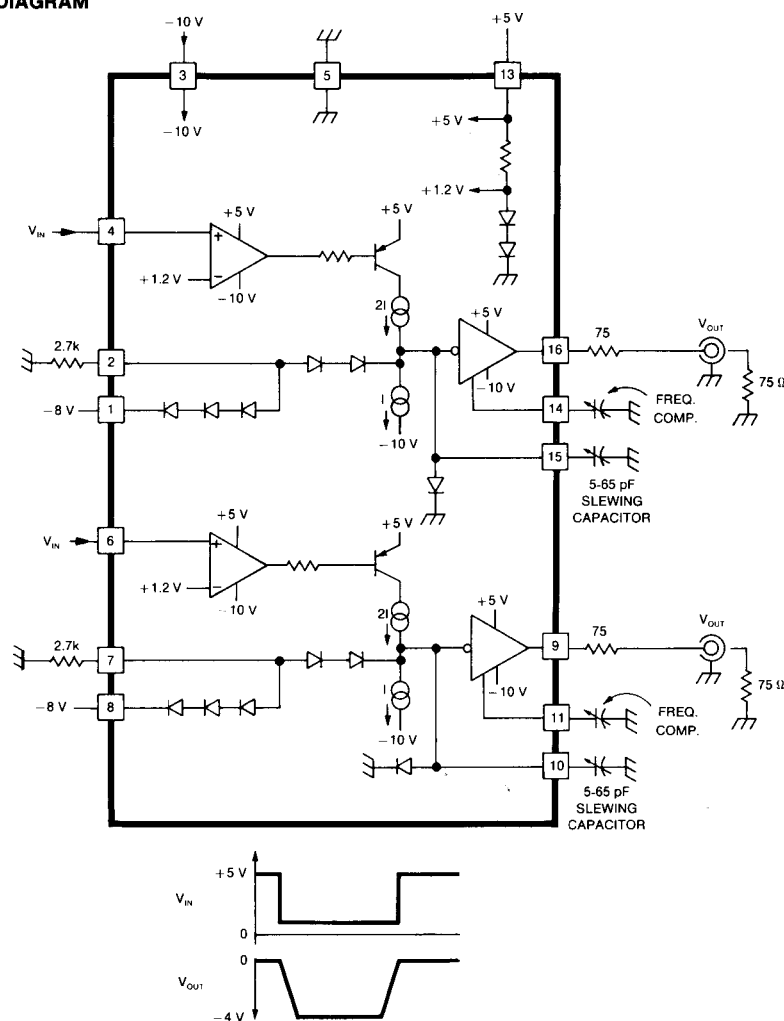 DIAGRAM
−10 V
+5 V
3
5
13
−10 V
+5 V
+1.2 V
+5 V
+5 V
V_IN
4
+
+1.2 V
−
−10 V
2I
2.7k
2
+5 V
16
75
V_OUT
−8 V
1
I
−10 V
−10 V
14
FREQ.
COMP.
75 Ω
15
5-65 pF
SLEWING
CAPACITOR
+5 V
+5 V
V_IN
6
+
+1.2 V
−
−10 V
2I
2.7k
7
+5 V
9
75
V_OUT
−8 V
8
I
−10 V
−10 V
11
FREQ.
COMP.
75 Ω
10
5-65 pF
SLEWING
CAPACITOR
+5 V
V_IN
0
0
V_OUT
−4 V